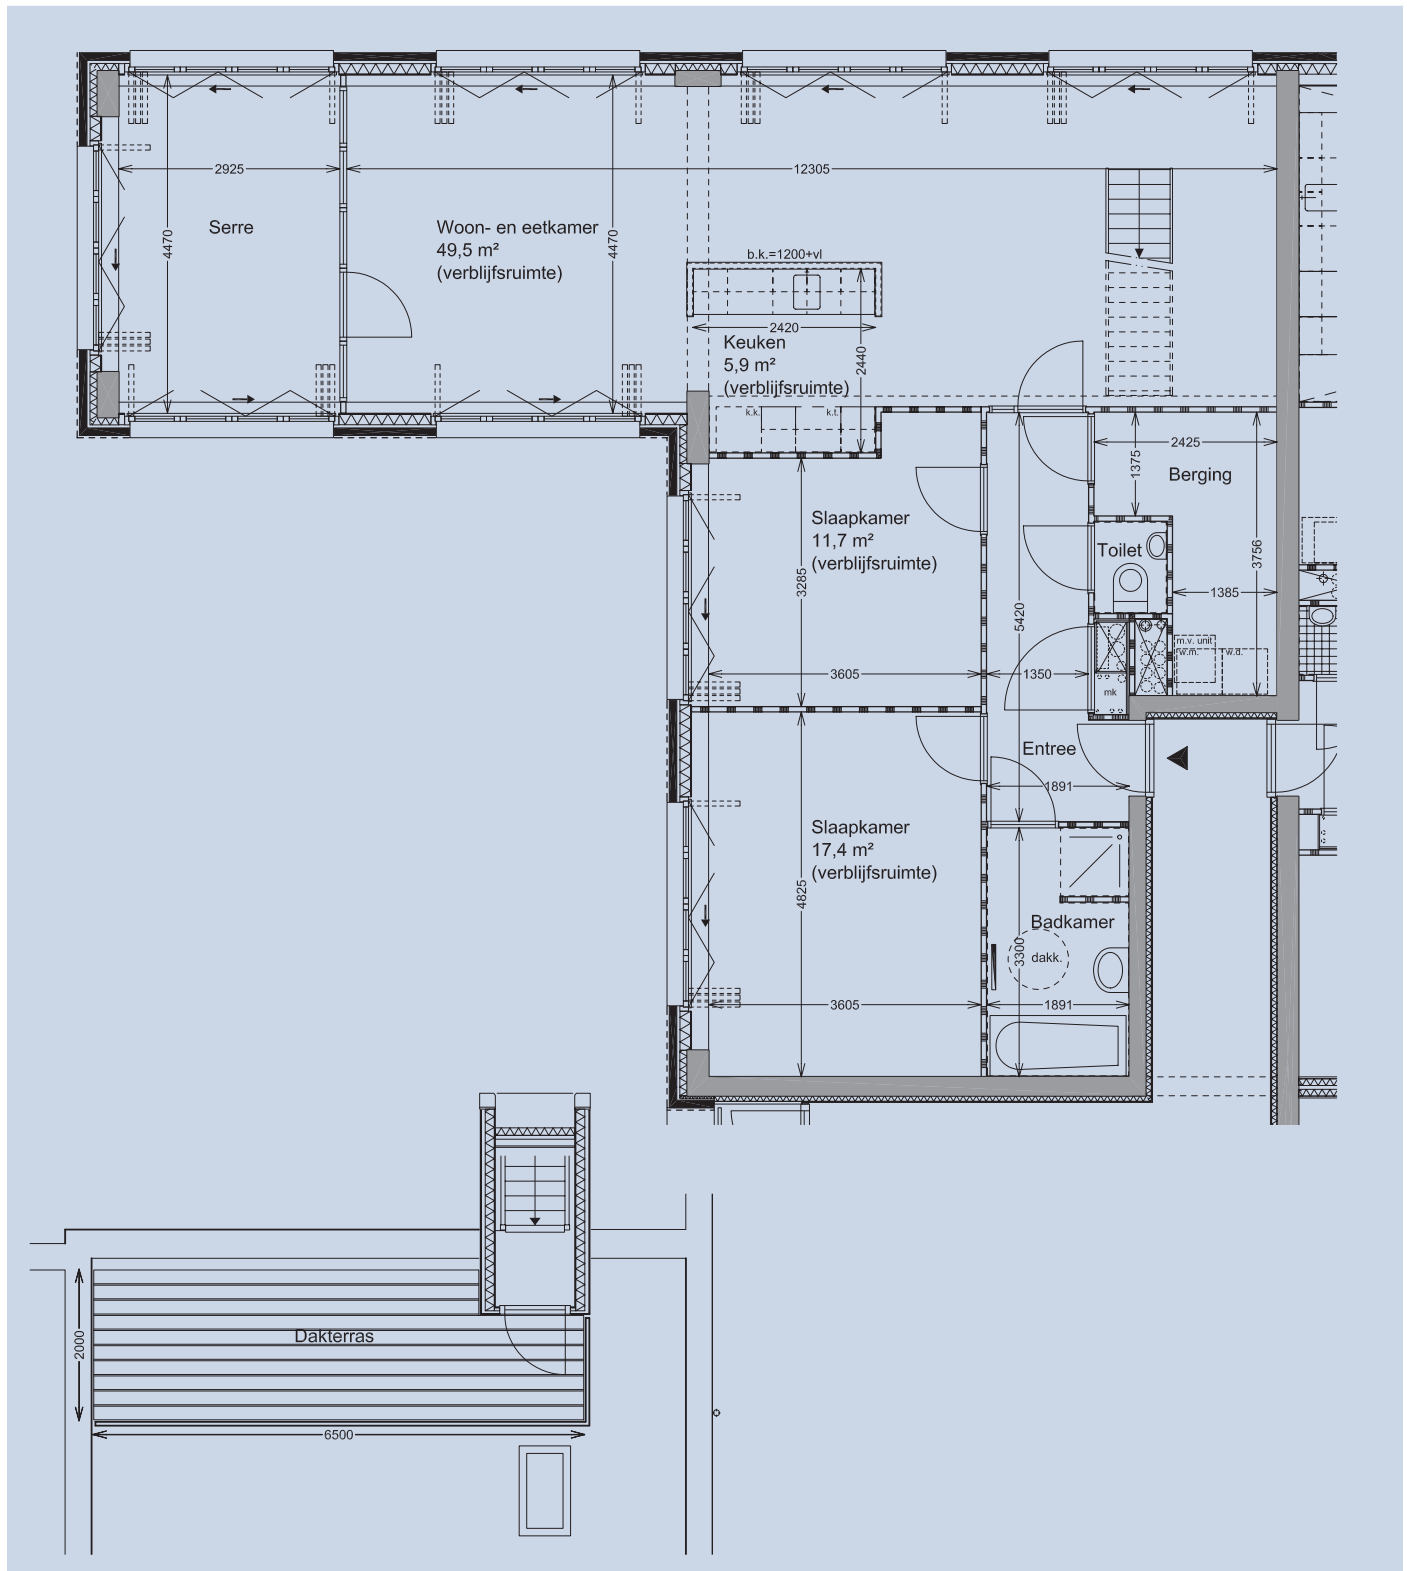 2925
12305
Serre
4470
Woon- en eetkamer
49,5 m²
(verblijfsruimte)
4470
b.k.=1200+vl
2420
Keuken
5,9 m²
(verblijfsruimte)
2440
k.k.
k.t.
2425
1375
Berging
Slaapkamer
11,7 m²
(verblijfsruimte)
3285
Toilet
3756
1385
5420
m.v. unit
w.m.
w.d.
3605
1350
mk
Entree
1891
Slaapkamer
17,4 m²
(verblijfsruimte)
4825
Badkamer
3300
dakk.
3605
1891
Dakterras
2000
6500